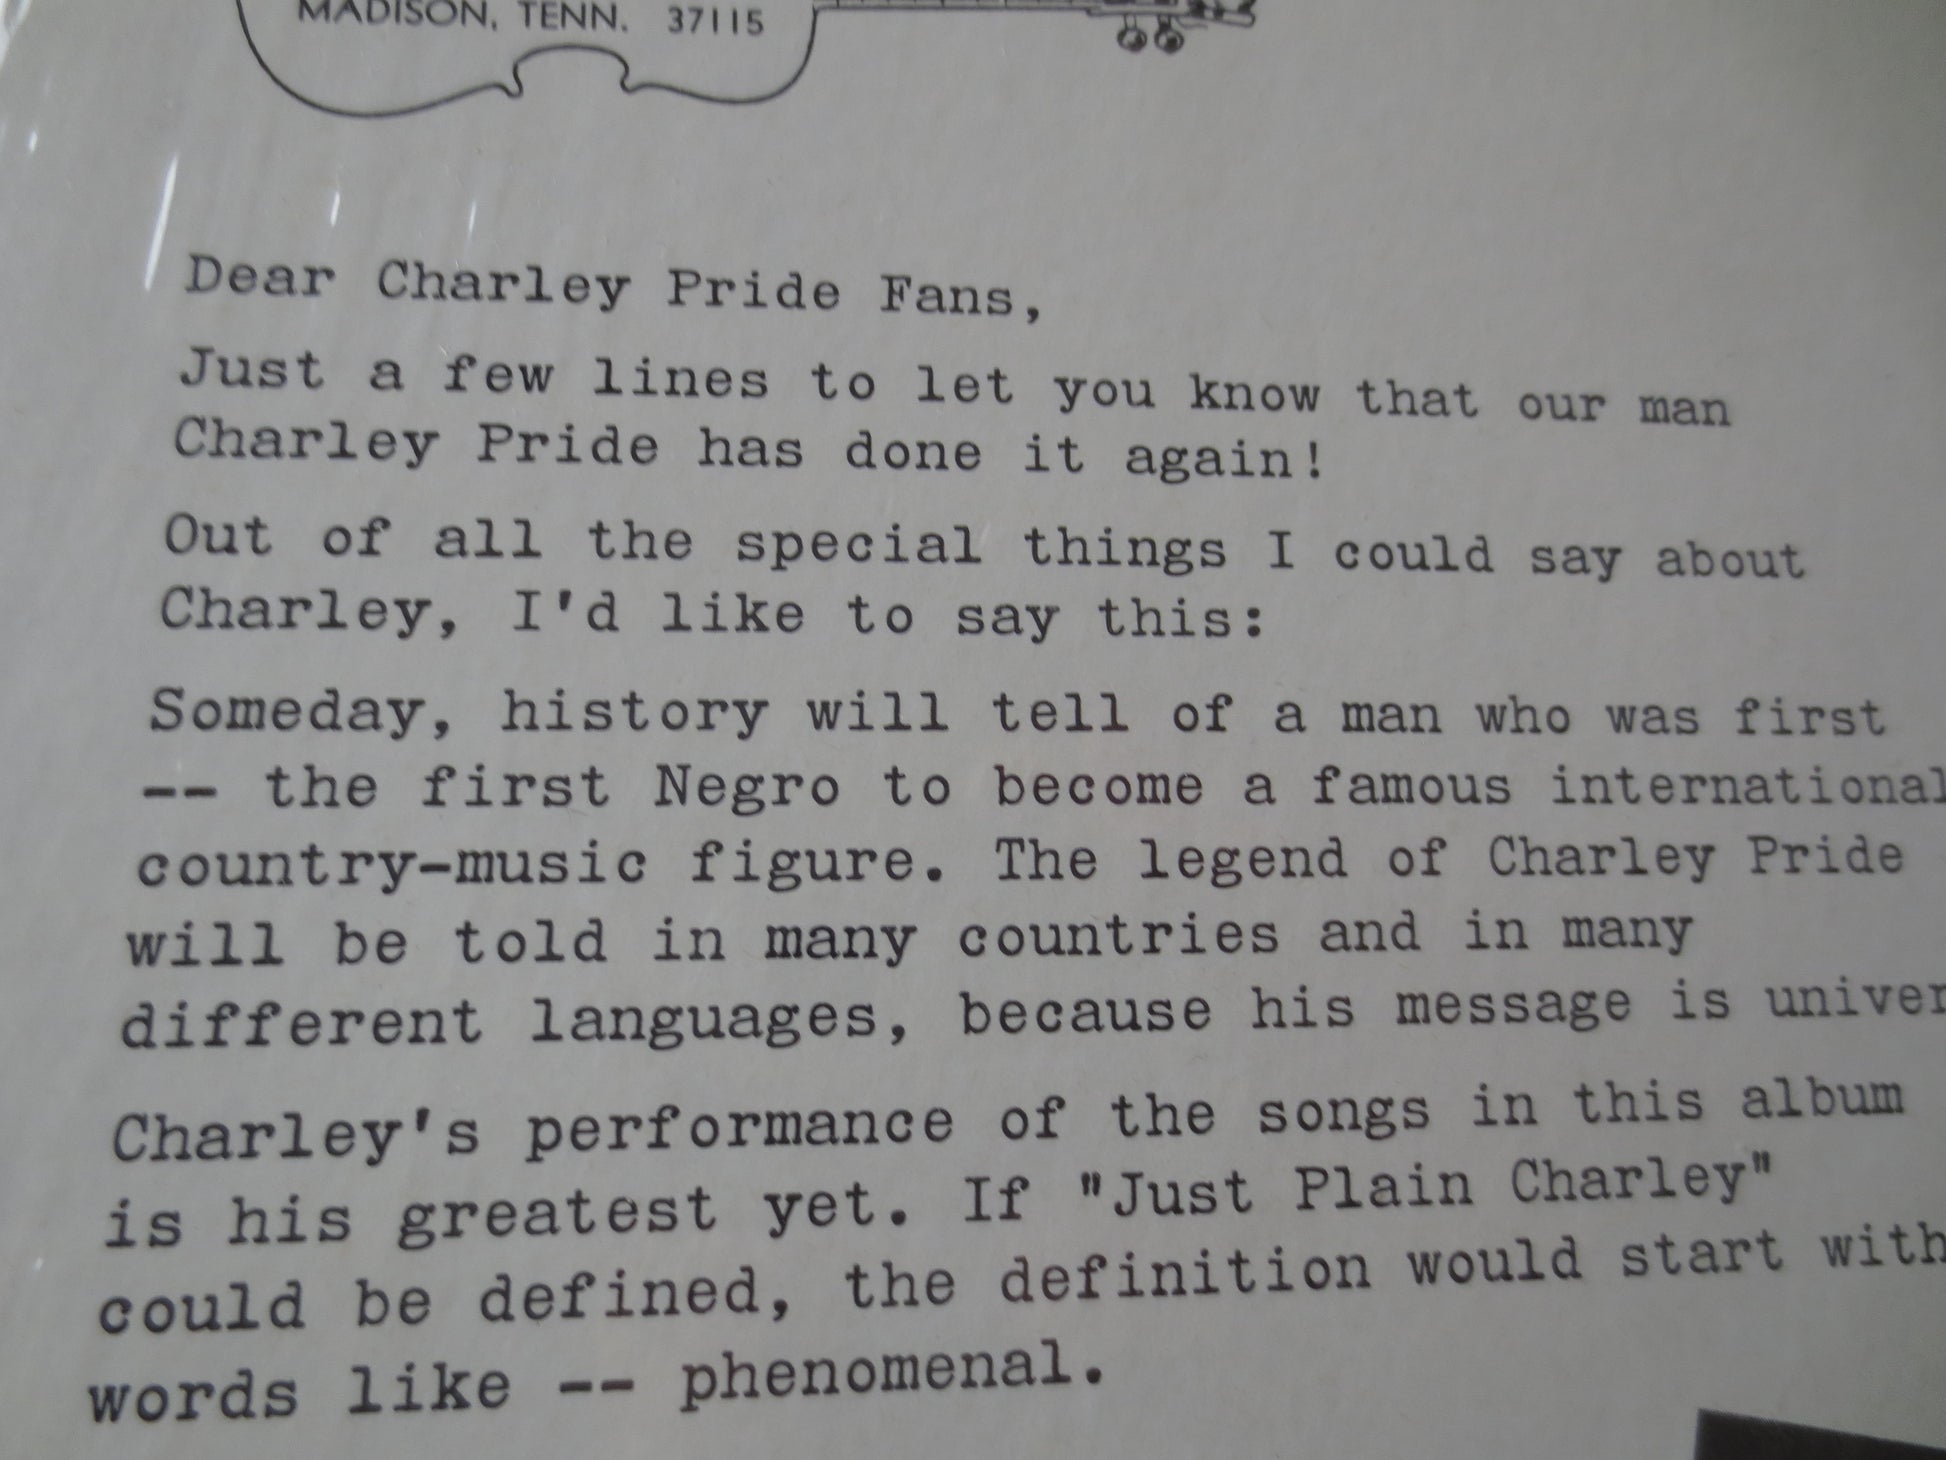 MADISON, TENN. 37115
Dear Charley Pride Fans,
Just a few lines to let you know that our man
Charley Pride has done it again!
Out of all the special things I could say about
Charley, I'd like to say this:
Someday, history will tell of a man who was first
-- the first Negro to become a famous international
country-music figure. The legend of Charley Pride
will be told in many countries and in many
different languages, because his message is univer
Charley's performance of the songs in this album
is his greatest yet. If "Just Plain Charley"
could be defined, the definition would start with
words like -- phenomenal.